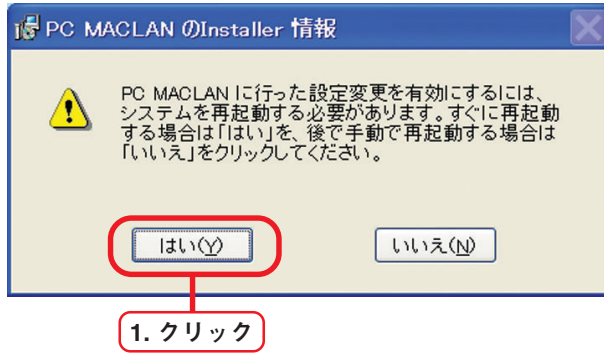 PC MACLAN のInstaller 情報
PC MACLAN に行った設定変更を有効にするには、
システムを再起動する必要があります。すぐに再起動
する場合は「はい」を、後で手動で再起動する場合は
「いいえ」をクリックしてください。
はい(Y)
いいえ(N)
1. クリック